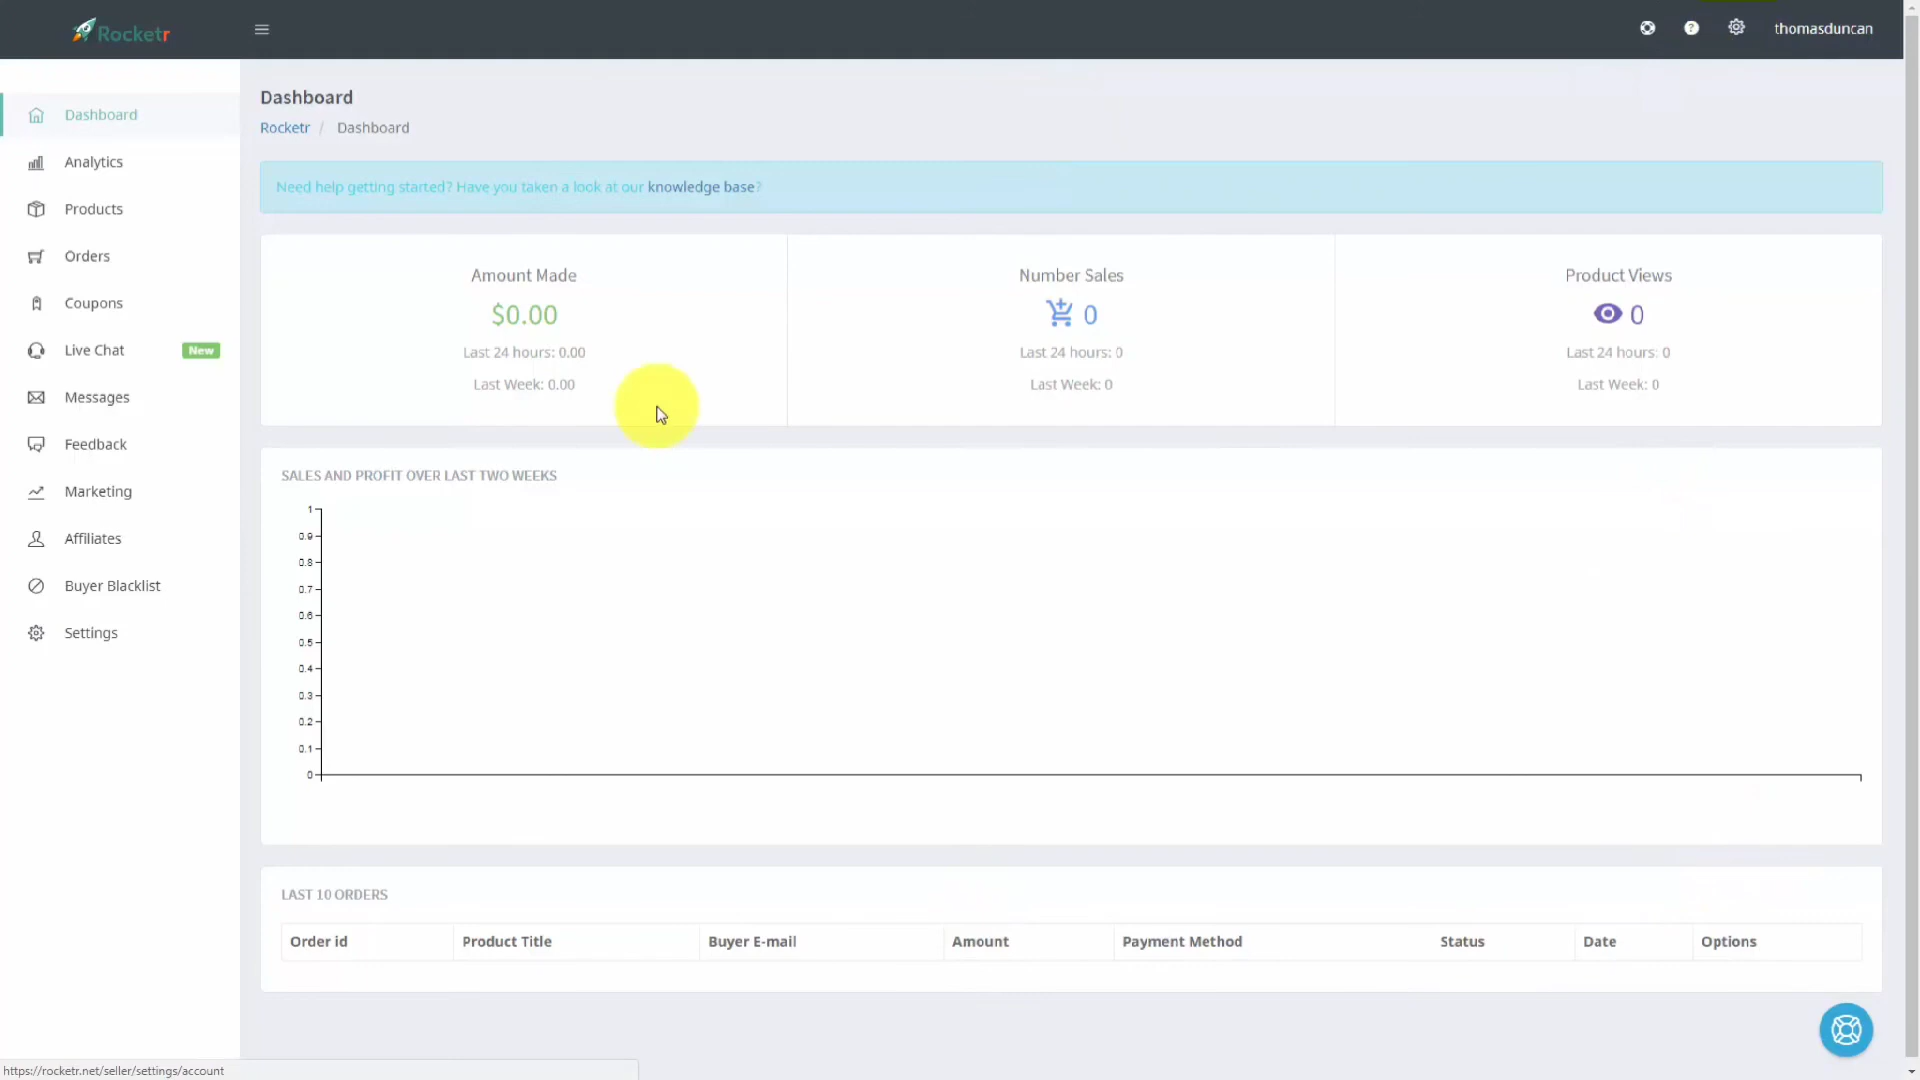 Rocketr
thomasduncan
Dashboard
Analytics
Products
Orders
Coupons
Live Chat New
Messages
Feedback
Marketing
Affiliates
Buyer Blacklist
Settings
Dashboard
Rocketr / Dashboard
Need help getting started? Have you taken a look at our knowledge base?
Amount Made
$0.00
Last 24 hours: 0.00
Last Week: 0.00
Number Sales
0
Last 24 hours: 0
Last Week: 0
Product Views
0
Last 24 hours: 0
Last Week: 0
SALES AND PROFIT OVER LAST TWO WEEKS
1
0.9
0.8
0.7
0.6
0.5
0.4
0.3
0.2
0.1
0
LAST 10 ORDERS
Order id Product Title Buyer E-mail Amount Payment Method Status Date Options
https://rocketr.net/seller/settings/account